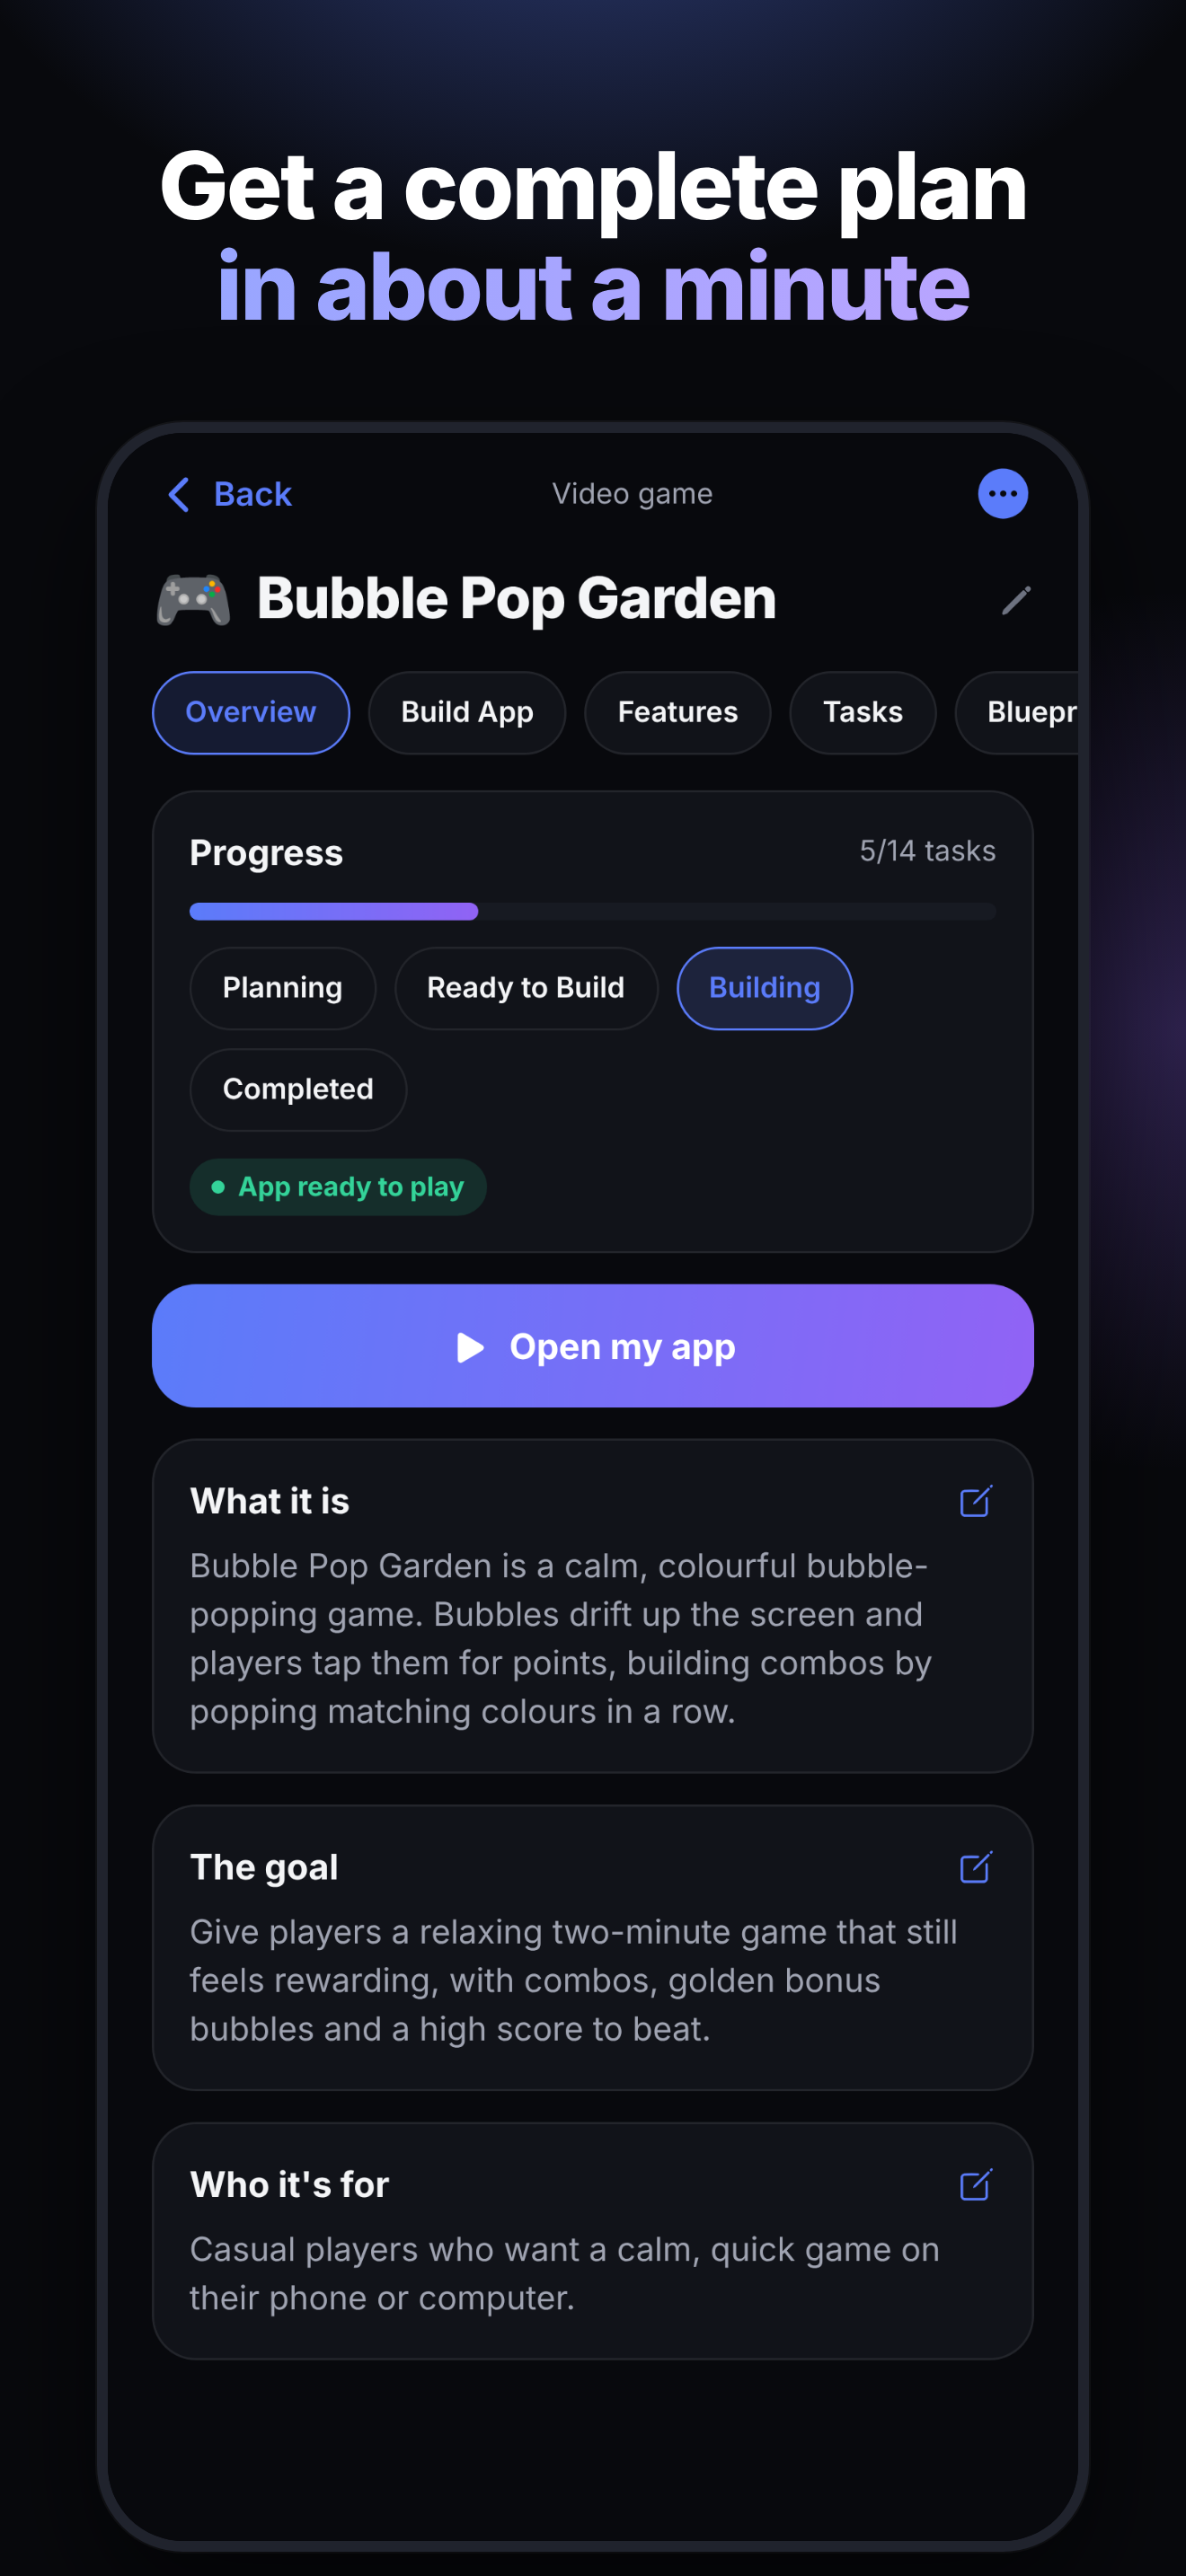 Get a complete plan
in about a minute
Back
Video game
Bubble Pop Garden
Overview
Build App
Features
Tasks
Bluepr
Progress
5/14 tasks
Planning
Ready to Build
Building
Completed
App ready to play
Open my app
What it is
Bubble Pop Garden is a calm, colourful bubble-
popping game. Bubbles drift up the screen and
players tap them for points, building combos by
popping matching colours in a row.
The goal
Give players a relaxing two-minute game that still
feels rewarding, with combos, golden bonus
bubbles and a high score to beat.
Who it's for
Casual players who want a calm, quick game on
their phone or computer.